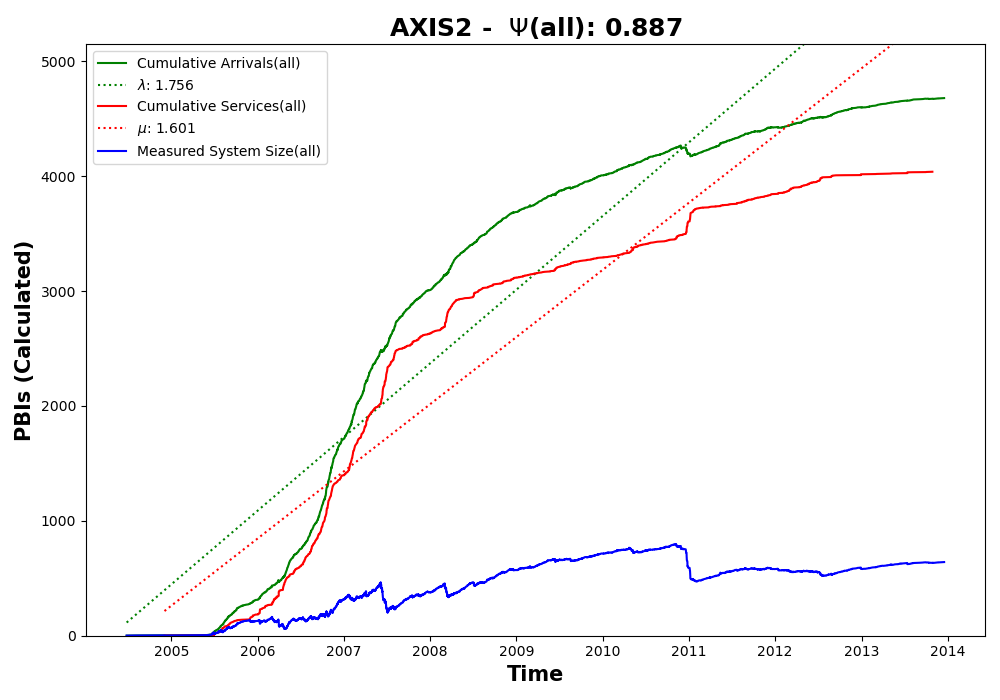 AXIS2 - Ψ(all): 0.887
Cumulative Arrivals(all)
λ: 1.756
Cumulative Services(all)
μ: 1.601
Measured System Size(all)
PBIs (Calculated)
5000
4000
3000
2000
1000
0
2005 2006 2007 2008 2009 2010 2011 2012 2013 2014
Time